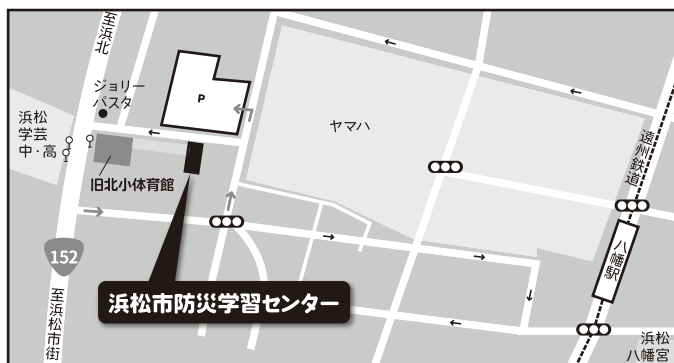 至浜北
ジョリー
パスタ
P
浜松
学芸
中・高
ヤマハ
遠州鉄道
旧北小体育館
152
八幡駅
浜松市防災学習センター
至浜松市街
浜松
八幡宮